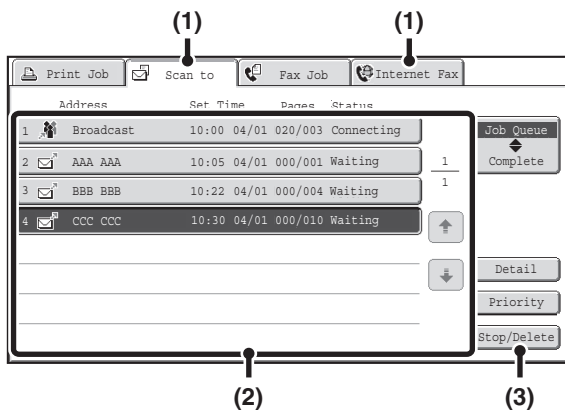 (1) (1)
Print Job Scan to Fax Job Internet Fax
Address Set Time Pages Status
1 Broadcast 10:00 04/01 020/003 Connecting
Job Queue
2 AAA AAA 10:05 04/01 000/001 Waiting
1
Complete
3 BBB BBB 10:22 04/01 000/004 Waiting
1
4 CCC CCC 10:30 04/01 000/010 Waiting
Detail
Priority
Stop/Delete
(2) (3)